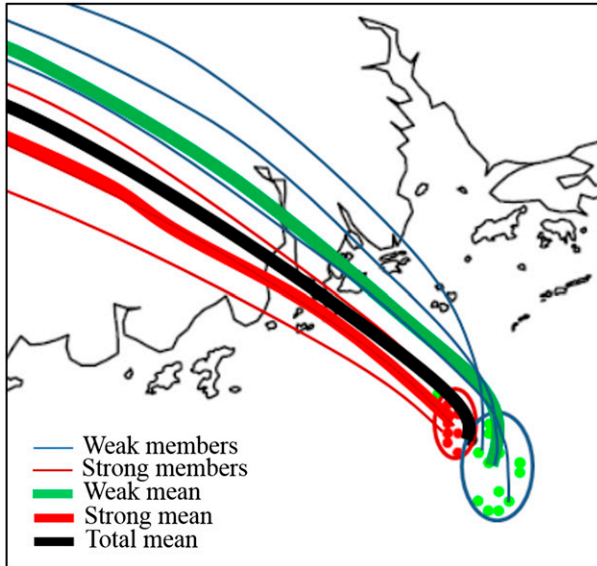 Weak members
Strong members
Weak mean
Strong mean
Total mean